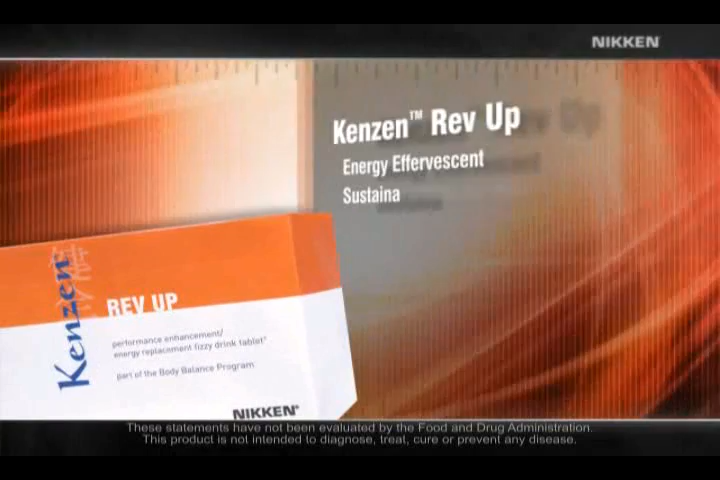 NIKKEN
Kenzen™ Rev Up
Energy Effervescent
Sustaina
Kenzen
REV UP
performance enhancement/
energy replacement fizzy drink tablet*
part of the Body Balance Program
NIKKEN®
These statements have not been evaluated by the Food and Drug Administration.
This product is not intended to diagnose, treat, cure or prevent any disease.